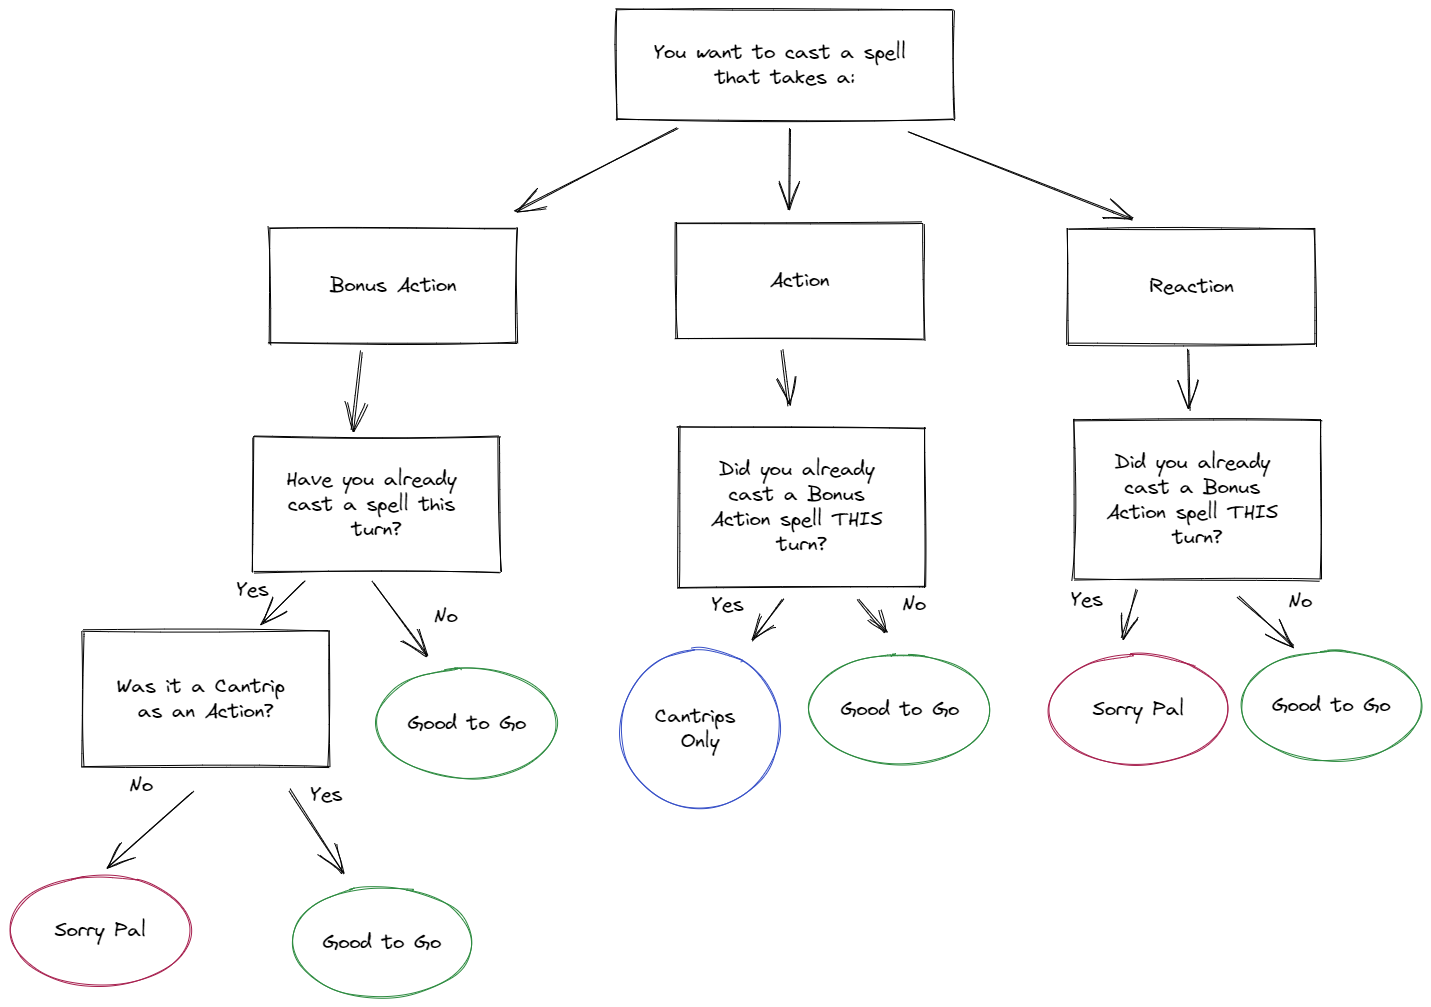 You want to cast a spell
that takes a:
Bonus Action
Action
Reaction
Have you already
cast a spell this
turn?
Did you already
cast a Bonus
Action spell THIS
turn?
Did you already
cast a Bonus
Action spell THIS
turn?
Yes
No
Yes
No
Yes
No
Was it a Cantrip
as an Action?
Good to Go
Cantrips
Only
Good to Go
Sorry Pal
Good to Go
No
Yes
Sorry Pal
Good to Go